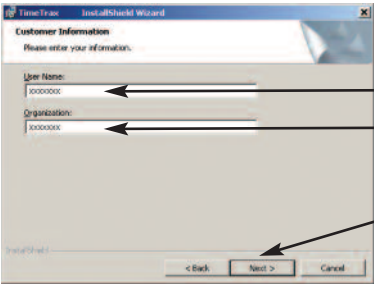 TimeTrax InstallShield Wizard
Customer Information
Please enter your information.
User Name:
xxxxxxxx
Organization:
xxxxxxxx
InstallShield
< Back Next > Cancel